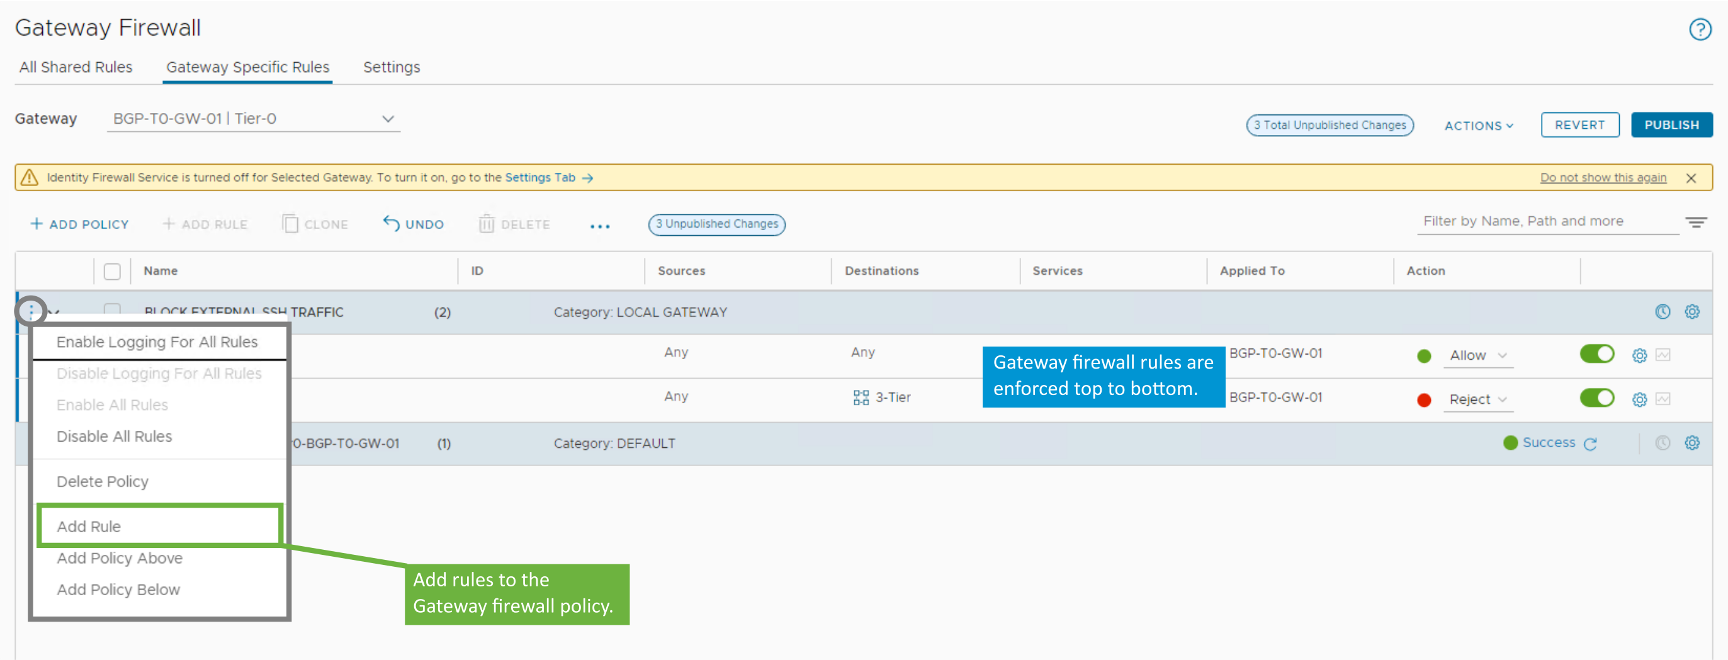 Gateway Firewall
All Shared Rules Gateway Specific Rules Settings
Gateway BGP-T0-GW-01 | Tier-0
3 Total Unpublished Changes ACTIONS REVERT PUBLISH
Identity Firewall Service is turned off for Selected Gateway. To turn it on, go to the Settings Tab → Do not show this again
+ ADD POLICY + ADD RULE CLONE UNDO DELETE ... 3 Unpublished Changes Filter by Name, Path and more
Name ID Sources Destinations Services Applied To Action
BLOCK EXTERNAL SSH TRAFFIC (2) Category: LOCAL GATEWAY
Any Any BGP-T0-GW-01 Allow
Any 3-Tier BGP-T0-GW-01 Reject
0-BGP-T0-GW-01 (1) Category: DEFAULT Success
Enable Logging For All Rules
Disable Logging For All Rules
Enable All Rules
Disable All Rules
Delete Policy
Add Rule
Add Policy Above
Add Policy Below
Gateway firewall rules are
enforced top to bottom.
Add rules to the
Gateway firewall policy.